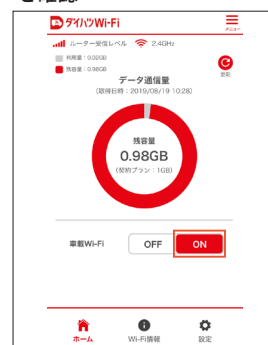 ダイハツWi-Fi
メニュー
ルーター受信レベル 2.4GHz
利用量：0.02GB
残容量：0.98GB
更新
データ通信量
(取得日時：2019/08/19 10:28)
残容量
0.98GB
(契約プラン：1GB)
車載Wi-Fi OFF ON
ホーム Wi-Fi情報 設定